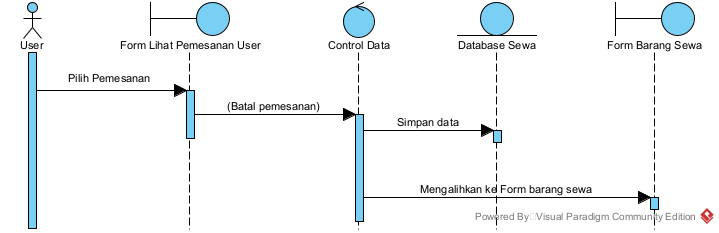 User
Form Lihat Pemesanan User
Control Data
Database Sewa
Form Barang Sewa
Pilih Pemesanan
(Batal pemesanan)
Simpan data
Mengalihkan ke Form barang sewa
Powered By Visual Paradigm Community Edition